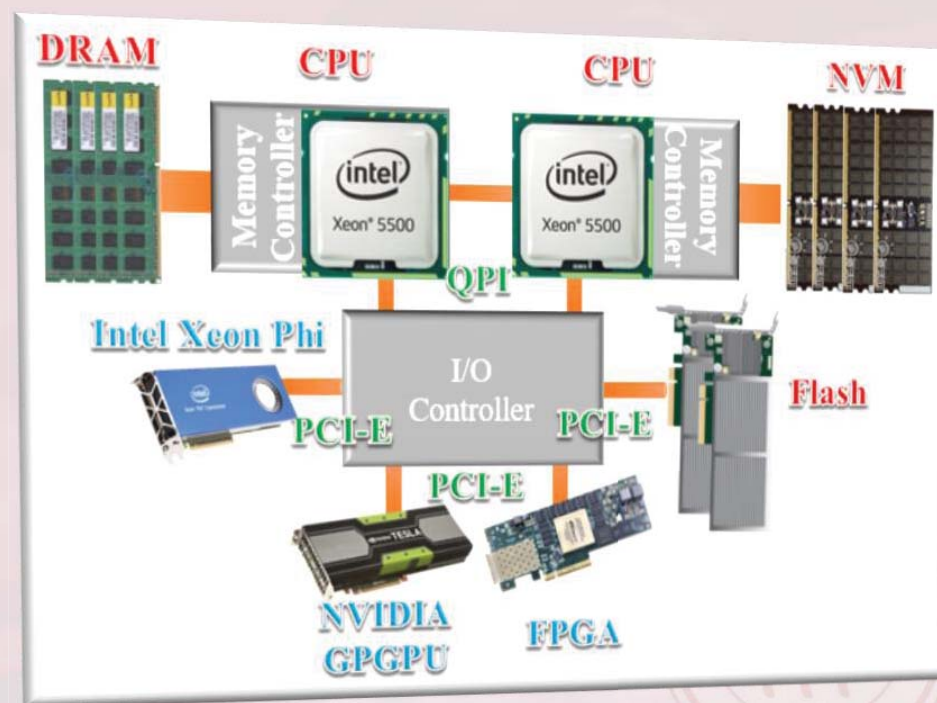 DRAM
CPU
CPU
NVM
Memory
Controller
intel
Xeon® 5500
intel
Xeon® 5500
Memory
Controller
QPI
Intel Xeon Phi
I/O
Controller
Flash
PCI-E
PCI-E
PCI-E
TESLA
NVIDIA
GPGPU
FPGA